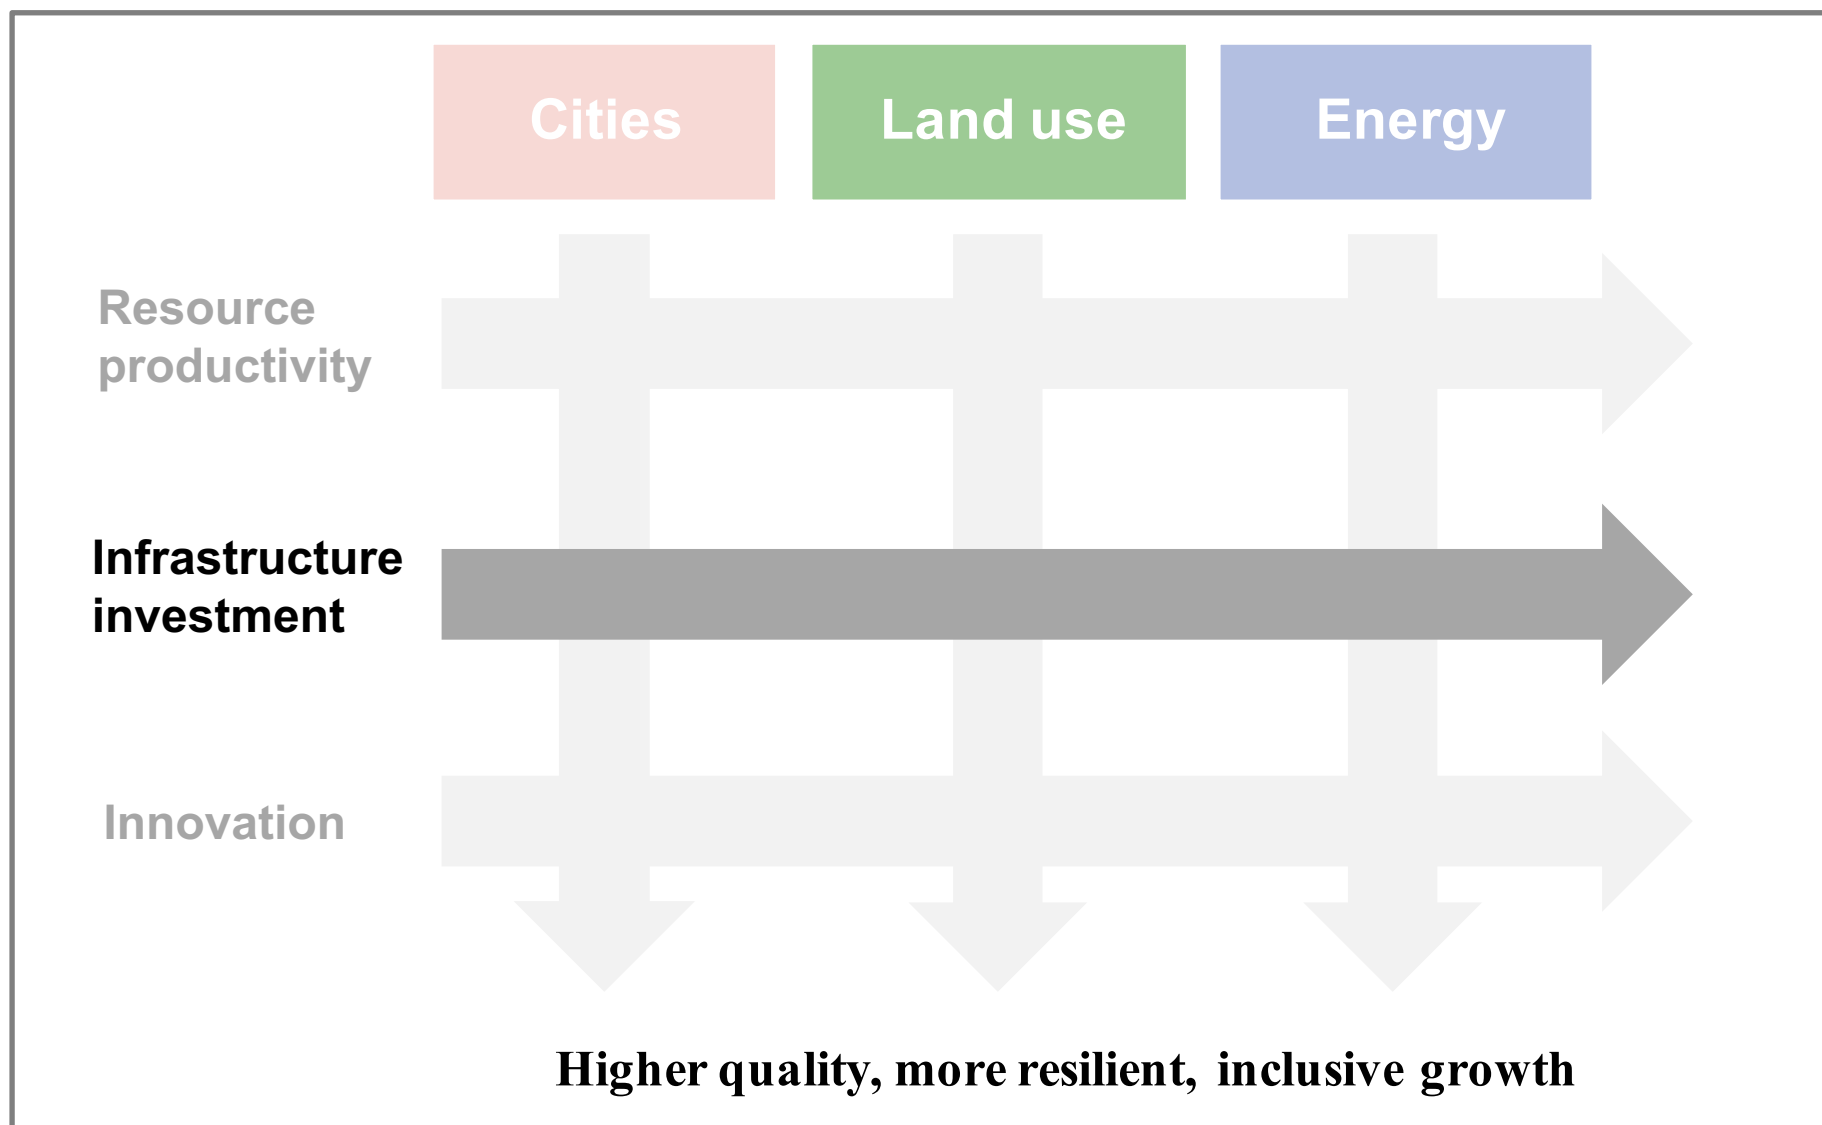 Cities
Land use
Energy
Resource
productivity
Infrastructure
investment
Innovation
Higher quality, more resilient, inclusive growth